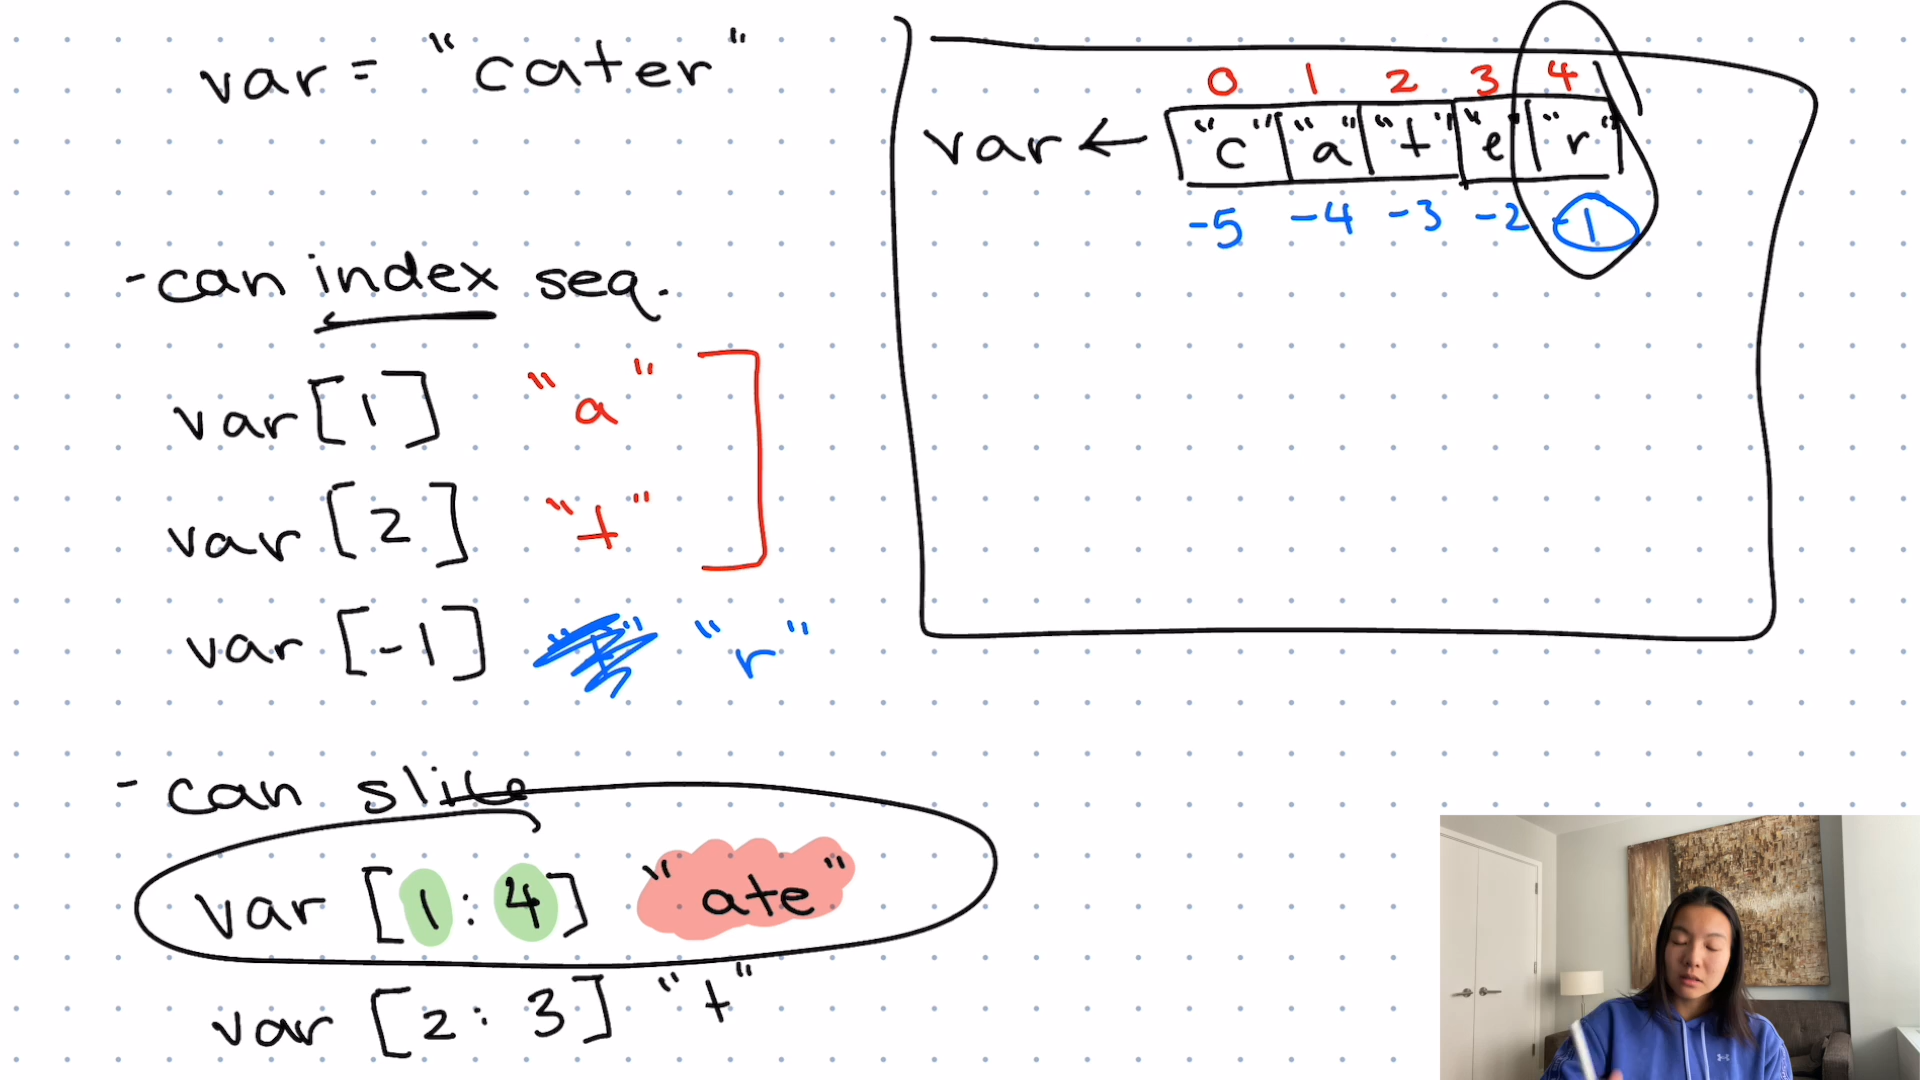 var = "cater"
- can index seq.
var[1] "a"
var[2] "t"
var[-1] "r"
- can slice
var[1:4] "ate"
var[2:3] "t"
0 1 2 3 4
var ← "c" "a" "t" "e" "r"
-5 -4 -3 -2 -1